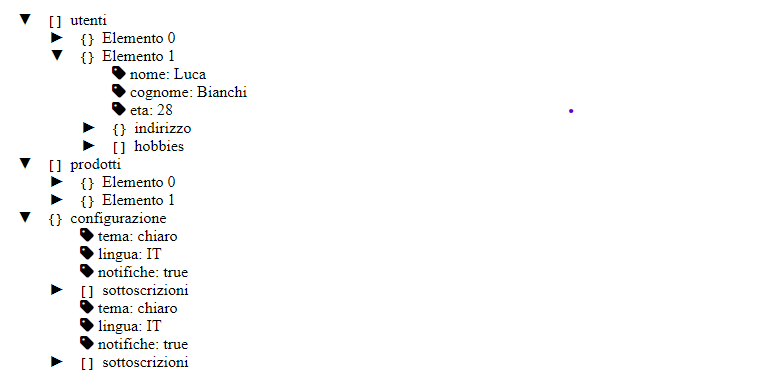 [] utenti
{} Elemento 0
{} Elemento 1
nome: Luca
cognome: Bianchi
eta: 28
{} indirizzo
[] hobbies
[] prodotti
{} Elemento 0
{} Elemento 1
{} configurazione
tema: chiaro
lingua: IT
notifiche: true
[] sottoscrizioni
tema: chiaro
lingua: IT
notifiche: true
[] sottoscrizioni